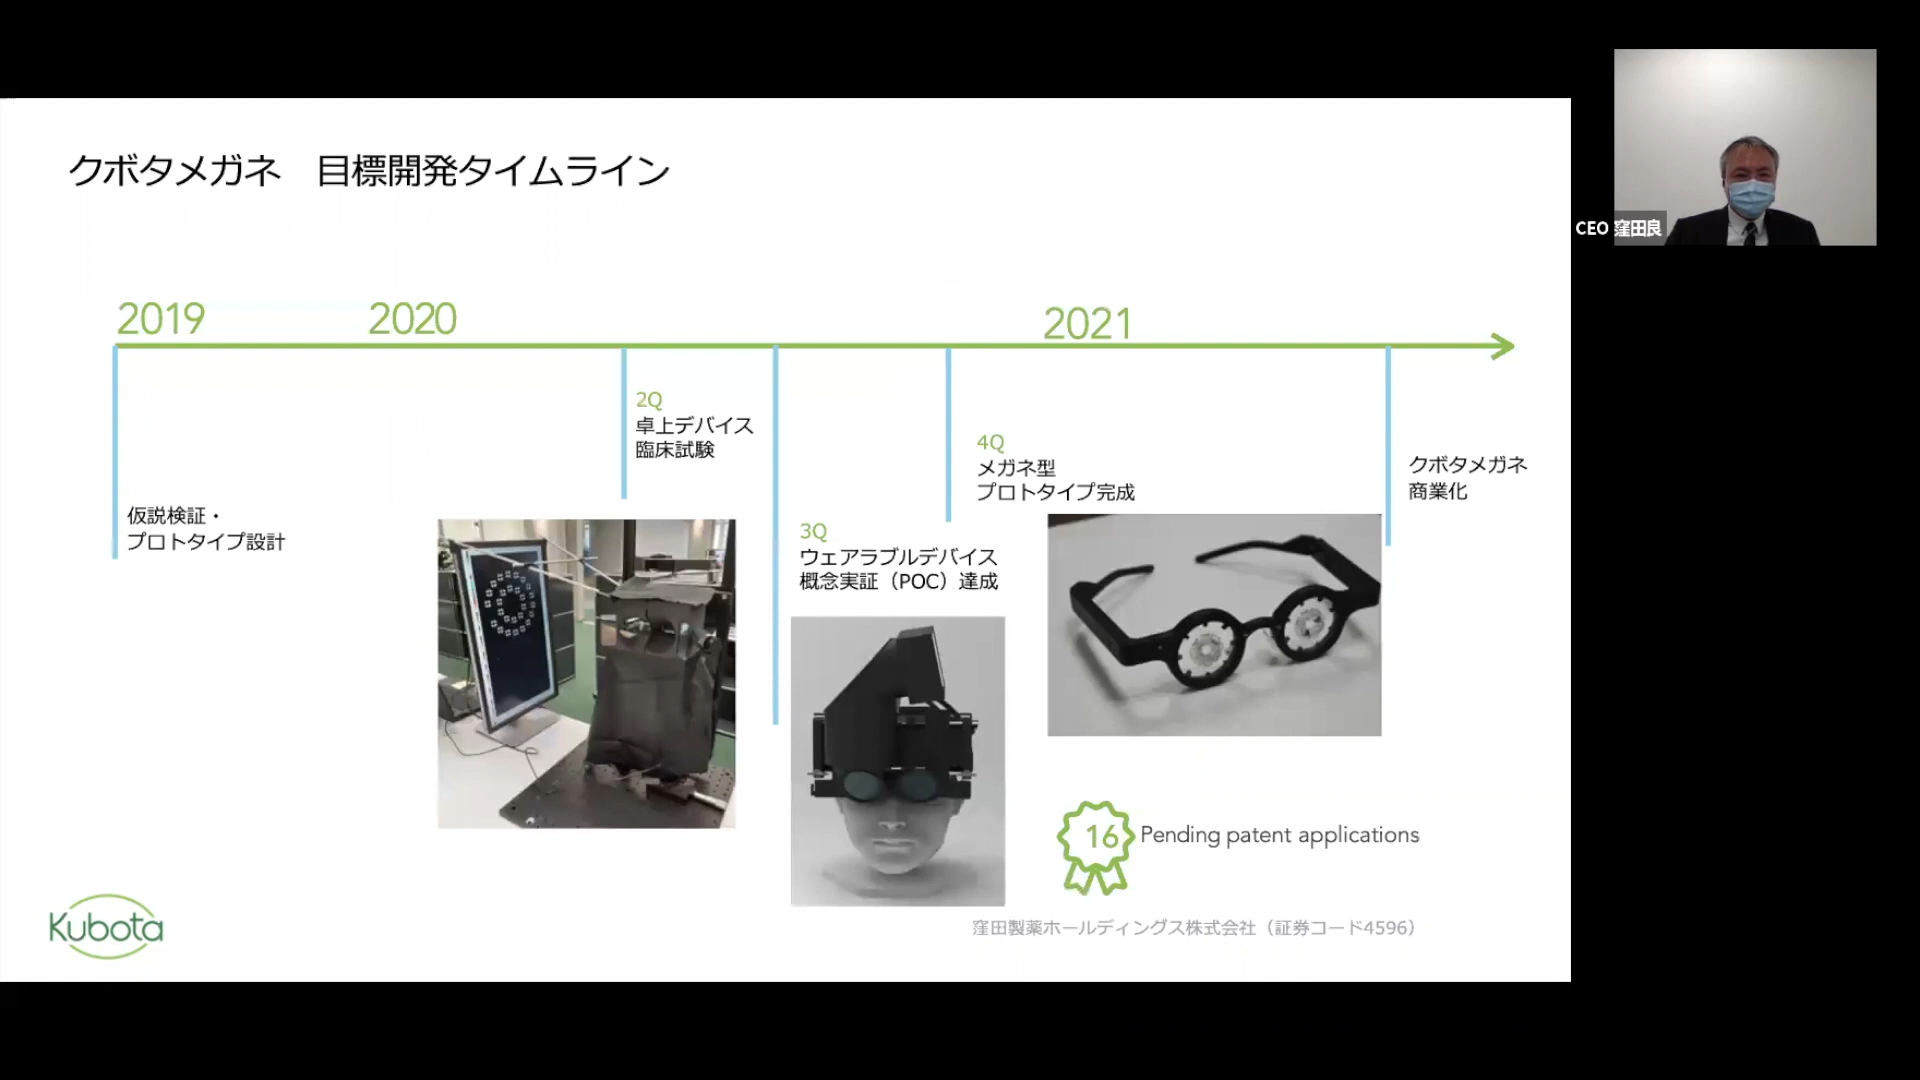 クボタメガネ　目標開発タイムライン
CEO 窪田良
2019
2020
2021
2Q
卓上デバイス
臨床試験
4Q
メガネ型
プロトタイプ完成
クボタメガネ
商業化
仮説検証・
プロトタイプ設計
3Q
ウェアラブルデバイス
概念実証（POC）達成
16 Pending patent applications
Kubota
窪田製薬ホールディングス株式会社（証券コード4596）